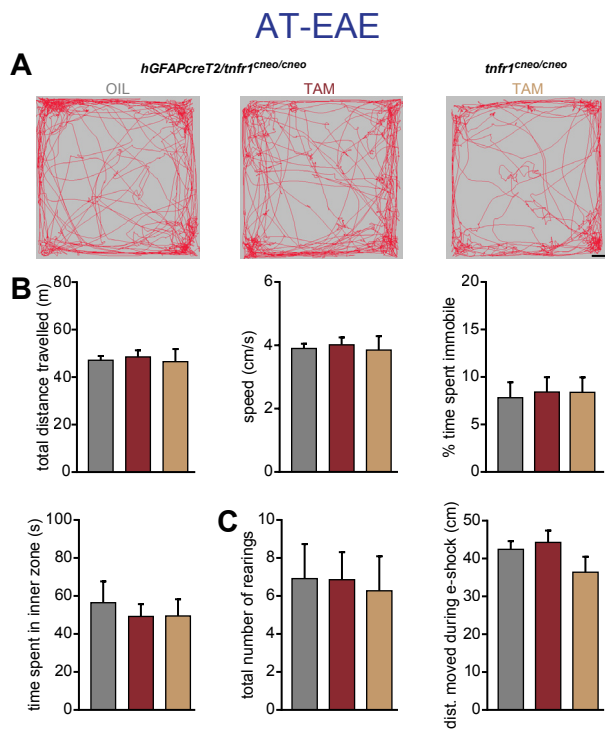 AT-EAE
A
hGFAPcreT2/tnfr1cneo/cneo
tnfr1cneo/cneo
OIL
TAM
TAM
B
total distance travelled (m)
80
60
40
20
0
speed (cm/s)
6
4
2
0
% time spent immobile
20
15
10
5
0
time spent in inner zone (s)
100
80
60
40
20
0
C
total number of rearings
10
8
6
4
2
0
dist. moved during e-shock (cm)
50
40
30
20
10
0